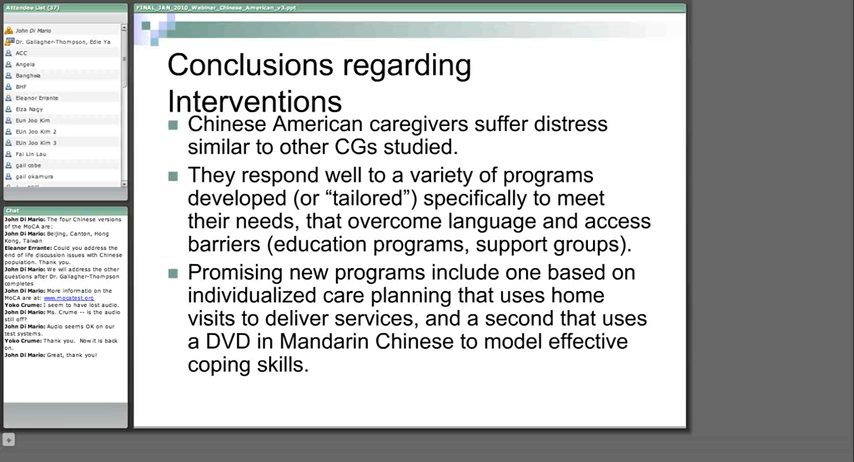 Attendee List (37)
John Di Mario
Dr. Gallagher-Thompson, Edie Ya
ACC
Angela
Banghwa
BHF
Eleanor Errante
Elza Nagy
Eun Joo Kim
Eun Joo Kim 2
EUn Joo Kim 3
Fai Lin Lau
gail cobe
gail okamura
Chat
John Di Mario: The four Chinese versions
of the MoCA are:
John Di Mario: Beijing, Canton, Hong
Kong, Taiwan
Eleanor Errante: Could you address the
end of life discussion issues with Chinese
population. Thank you.
John Di Mario: We will address the other
questions after Dr. Gallagher-Thompson
completes
John Di Mario: More informatio on the
MoCA are at: www.mocatest.org
Yoko Crume: I seem to have lost audio.
John Di Mario: Ms. Crume -- is the audio
still off?
John Di Mario: Audio seems OK on our
test systems.
Yoko Crume: Thank you. Now it is back
on.
John Di Mario: Great, thank you!
FINAL_JAN_2010_Webinar_Chinese_American_v3.ppt
Conclusions regarding
Interventions
Chinese American caregivers suffer distress
similar to other CGs studied.
They respond well to a variety of programs
developed (or “tailored”) specifically to meet
their needs, that overcome language and access
barriers (education programs, support groups).
Promising new programs include one based on
individualized care planning that uses home
visits to deliver services, and a second that uses
a DVD in Mandarin Chinese to model effective
coping skills.